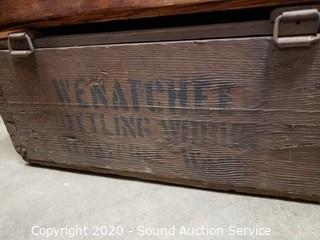 WENATCHEE
BOTTLING WORKS
Copyright 2020 - Sound Auction Service